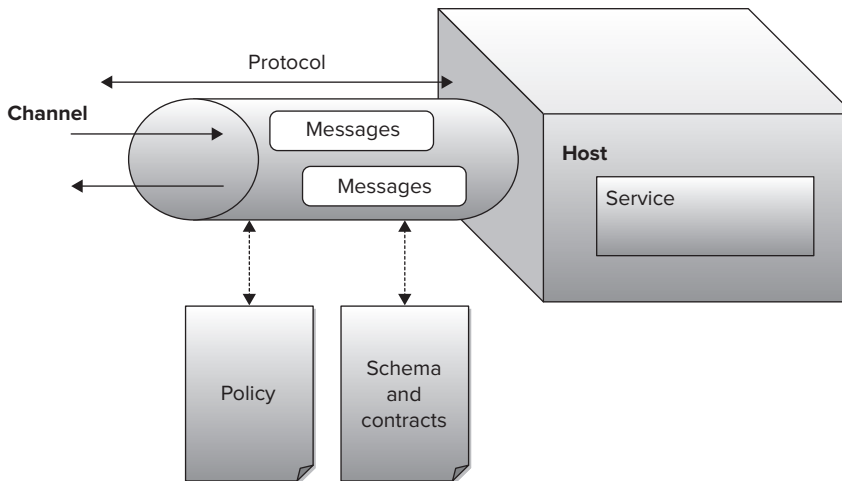 Protocol
Channel
Messages
Messages
Host
Service
Policy
Schema
and
contracts